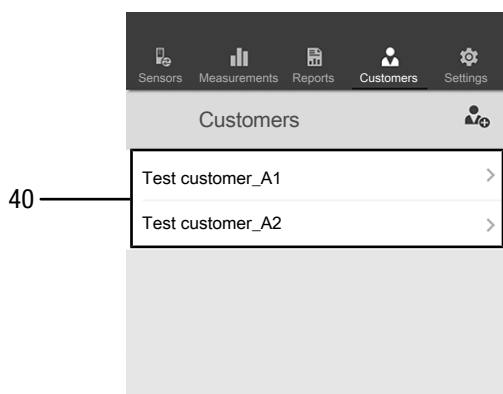 Sensors Measurements Reports Customers Settings
Customers
Test customer_A1
40
Test customer_A2